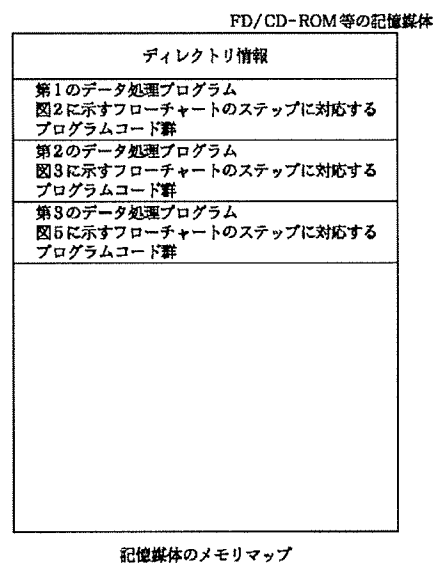 FD/CD-ROM等の記憶媒体
ディレクトリ情報
第1のデータ処理プログラム
図2に示すフローチャートのステップに対応する
プログラムコード群
第2のデータ処理プログラム
図3に示すフローチャートのステップに対応する
プログラムコード群
第3のデータ処理プログラム
図5に示すフローチャートのステップに対応する
プログラムコード群
記憶媒体のメモリマップ